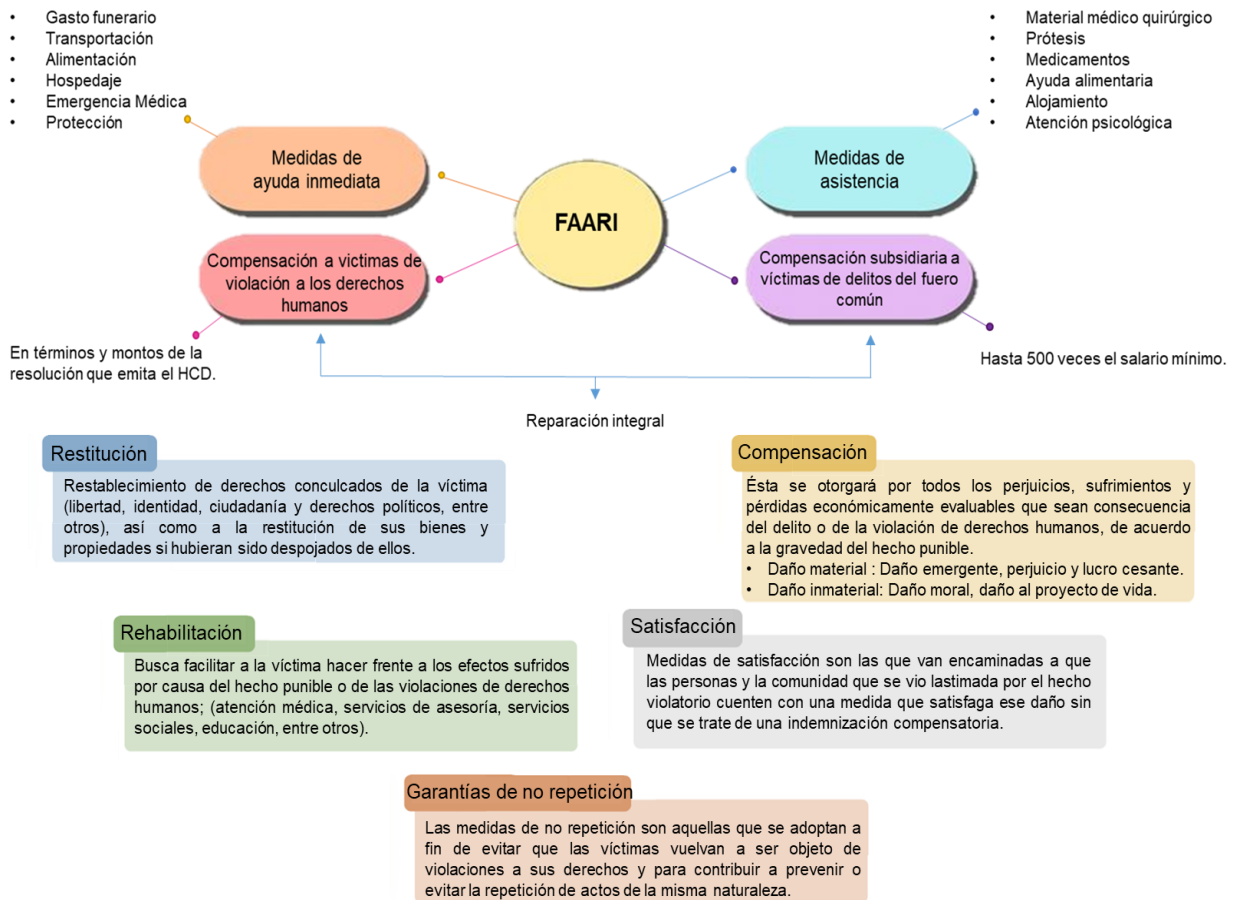 • Gasto funerario
• Transportación
• Alimentación
• Hospedaje
• Emergencia Médica
• Protección
• Material médico quirúrgico
• Prótesis
• Medicamentos
• Ayuda alimentaria
• Alojamiento
• Atención psicológica
Medidas de
ayuda inmediata
FAARI
Medidas de
asistencia
Compensación a victimas de
violación a los derechos
humanos
Compensación subsidiaria a
víctimas de delitos del fuero
común
En términos y montos de la
resolución que emita el HCD.
Hasta 500 veces el salario mínimo.
Reparación integral
Restitución
Restablecimiento de derechos conculcados de la víctima
(libertad, identidad, ciudadanía y derechos políticos, entre
otros), así como a la restitución de sus bienes y
propiedades si hubieran sido despojados de ellos.
Compensación
Ésta se otorgará por todos los perjuicios, sufrimientos y
pérdidas económicamente evaluables que sean consecuencia
del delito o de la violación de derechos humanos, de acuerdo
a la gravedad del hecho punible.
• Daño material : Daño emergente, perjuicio y lucro cesante.
• Daño inmaterial: Daño moral, daño al proyecto de vida.
Rehabilitación
Busca facilitar a la víctima hacer frente a los efectos sufridos
por causa del hecho punible o de las violaciones de derechos
humanos; (atención médica, servicios de asesoría, servicios
sociales, educación, entre otros).
Satisfacción
Medidas de satisfacción son las que van encaminadas a que
las personas y la comunidad que se vio lastimada por el hecho
violatorio cuenten con una medida que satisfaga ese daño sin
que se trate de una indemnización compensatoria.
Garantías de no repetición
Las medidas de no repetición son aquellas que se adoptan a
fin de evitar que las víctimas vuelvan a ser objeto de
violaciones a sus derechos y para contribuir a prevenir o
evitar la repetición de actos de la misma naturaleza.